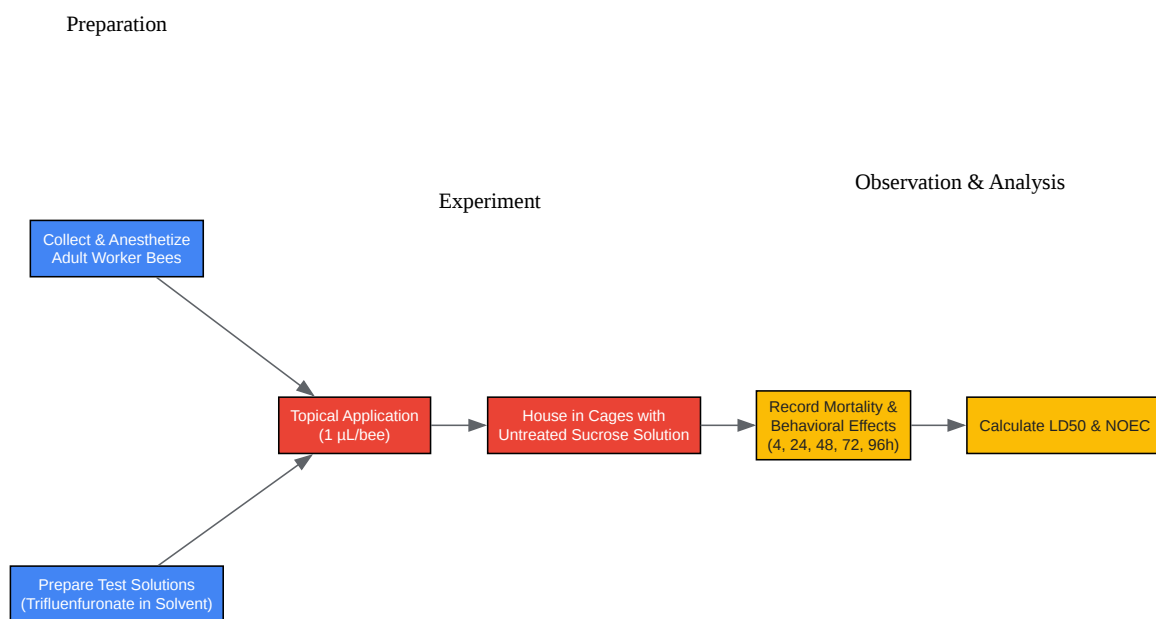 Preparation
Experiment
Observation & Analysis
Collect & Anesthetize
Adult Worker Bees
Topical Application
(1 µL/bee)
House in Cages with
Untreated Sucrose Solution
Record Mortality &
Behavioral Effects
(4, 24, 48, 72, 96h)
Calculate LD50 & NOEC
Prepare Test Solutions
(Trifluenfuronate in Solvent)